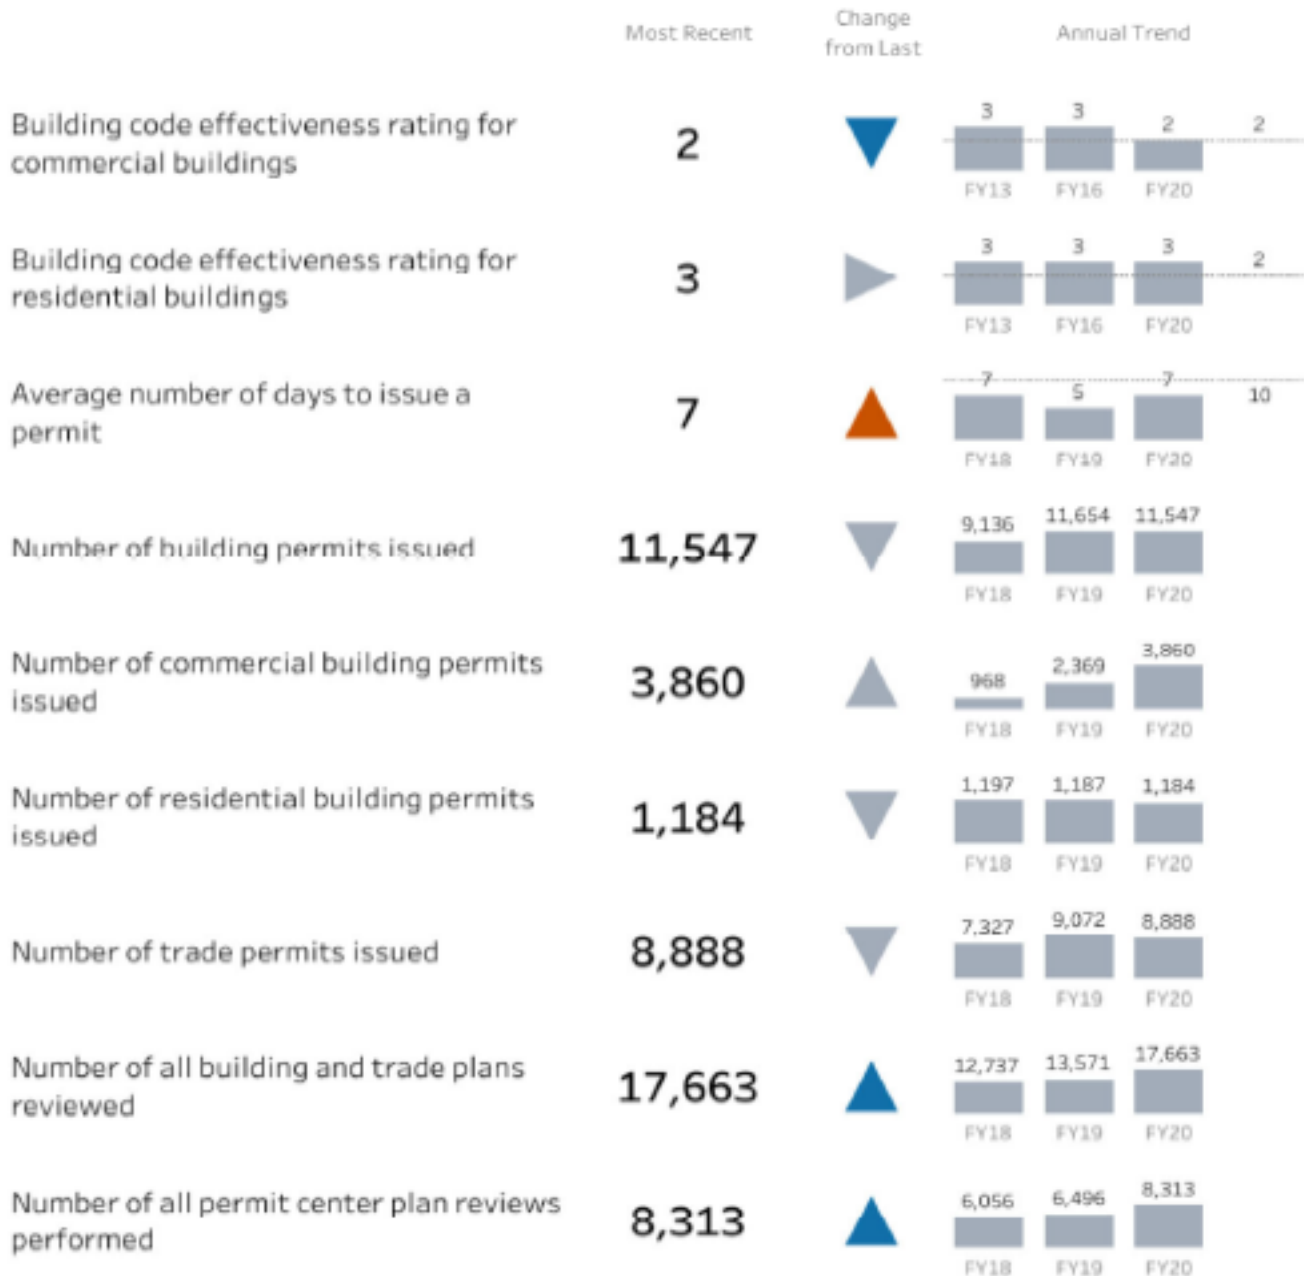 Most Recent
Change
from Last
Annual Trend
Building code effectiveness rating for
commercial buildings
2
3 3 2 2
FY13 FY16 FY20
Building code effectiveness rating for
residential buildings
3
3 3 3 2
FY13 FY16 FY20
Average number of days to issue a
permit
7
7 5 7 10
FY18 FY19 FY20
Number of building permits issued
11,547
9,136 11,654 11,547
FY18 FY19 FY20
Number of commercial building permits
issued
3,860
968 2,369 3,860
FY18 FY19 FY20
Number of residential building permits
issued
1,184
1,197 1,187 1,184
FY18 FY19 FY20
Number of trade permits issued
8,888
7,327 9,072 8,888
FY18 FY19 FY20
Number of all building and trade plans
reviewed
17,663
12,737 13,571 17,663
FY18 FY19 FY20
Number of all permit center plan reviews
performed
8,313
6,056 6,496 8,313
FY18 FY19 FY20